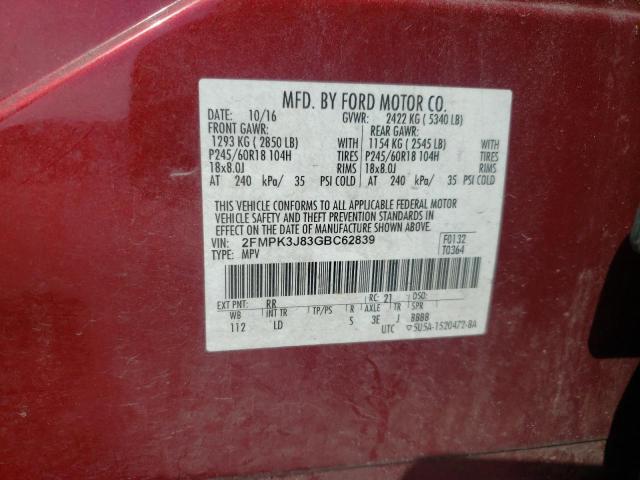 MFD. BY FORD MOTOR CO.
DATE: 10/16 GVWR: 2422 KG ( 5340 LB)
FRONT GAWR: REAR GAWR:
1293 KG ( 2850 LB) WITH 1154 KG ( 2545 LB) WITH
P245/60R18 104H TIRES P245/60R18 104H TIRES
18x8.0J RIMS 18x8.0J RIMS
AT 240 kPa/ 35 PSI COLD AT 240 kPa/ 35 PSI COLD
THIS VEHICLE CONFORMS TO ALL APPLICABLE FEDERAL MOTOR
VEHICLE SAFETY AND THEFT PREVENTION STANDARDS IN
EFFECT ON THE DATE OF MANUFACTURE SHOWN ABOVE.
VIN: 2FMPK3J83GBC62839 F0132
TYPE: MPV T0364
EXT PNT: RR RC: 21 DSO:
WB INT TR TP/PS R AXLE TR SPR
112 LD S 3E J BBBB
UTC ▽5U5A-1520472-BA